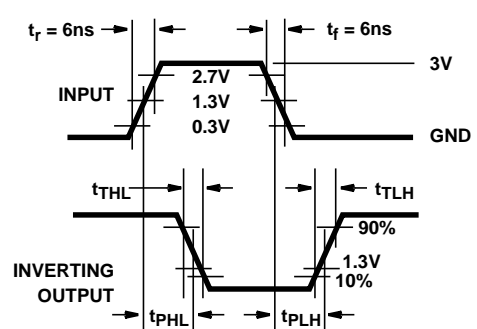 tr = 6ns
tf = 6ns
3V
2.7V
INPUT
1.3V
0.3V
GND
tTHL
tTLH
90%
INVERTING
OUTPUT
1.3V
10%
tPHL
tPLH